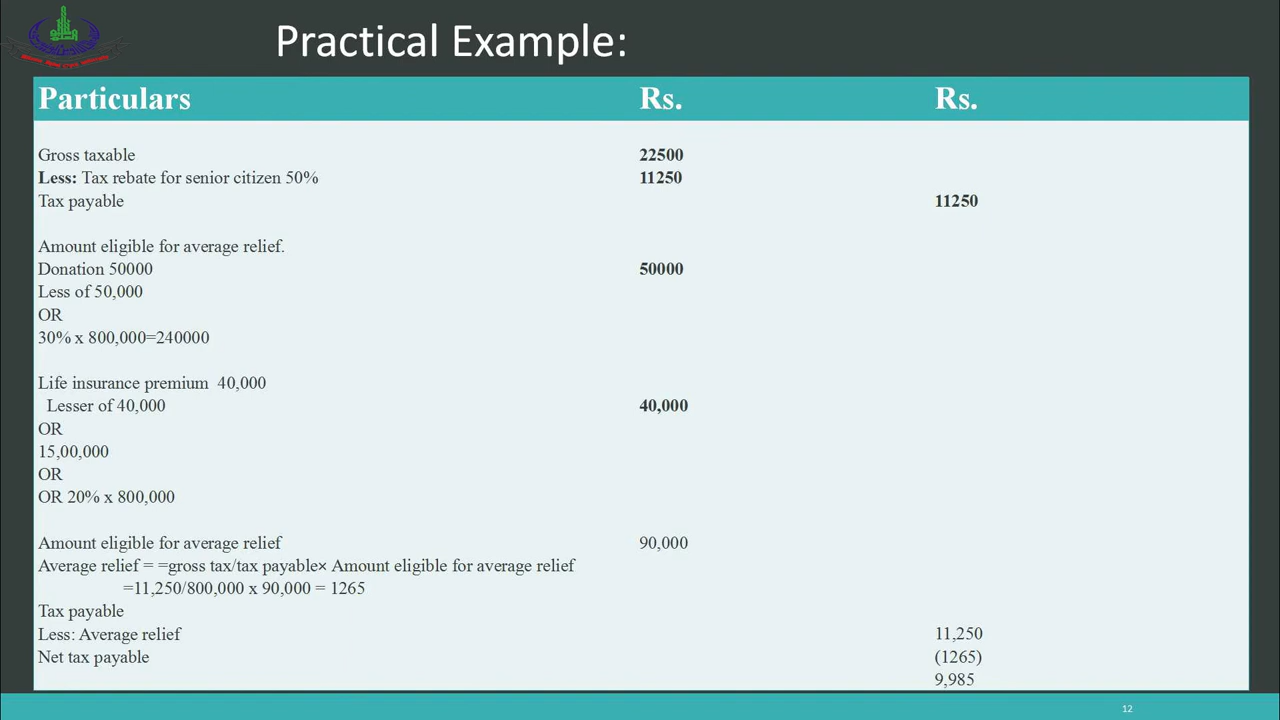 Practical Example:
Particulars Rs. Rs.
Gross taxable 22500
Less: Tax rebate for senior citizen 50% 11250
Tax payable 11250
Amount eligible for average relief.
Donation 50000 50000
Less of 50,000
OR
30% x 800,000=240000
Life insurance premium 40,000
Lesser of 40,000 40,000
OR
15,00,000
OR
OR 20% x 800,000
Amount eligible for average relief 90,000
Average relief = =gross tax/tax payable× Amount eligible for average relief
=11,250/800,000 x 90,000 = 1265
Tax payable
Less: Average relief 11,250
Net tax payable (1265)
9,985
12